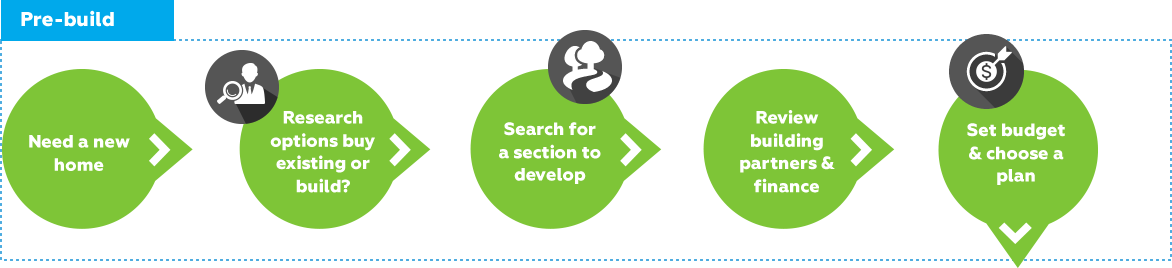 Pre-build
Need a new
home
Research
options buy
existing or
build?
Search for
a section to
develop
Review
building
partners &
finance
Set budget
& choose a
plan